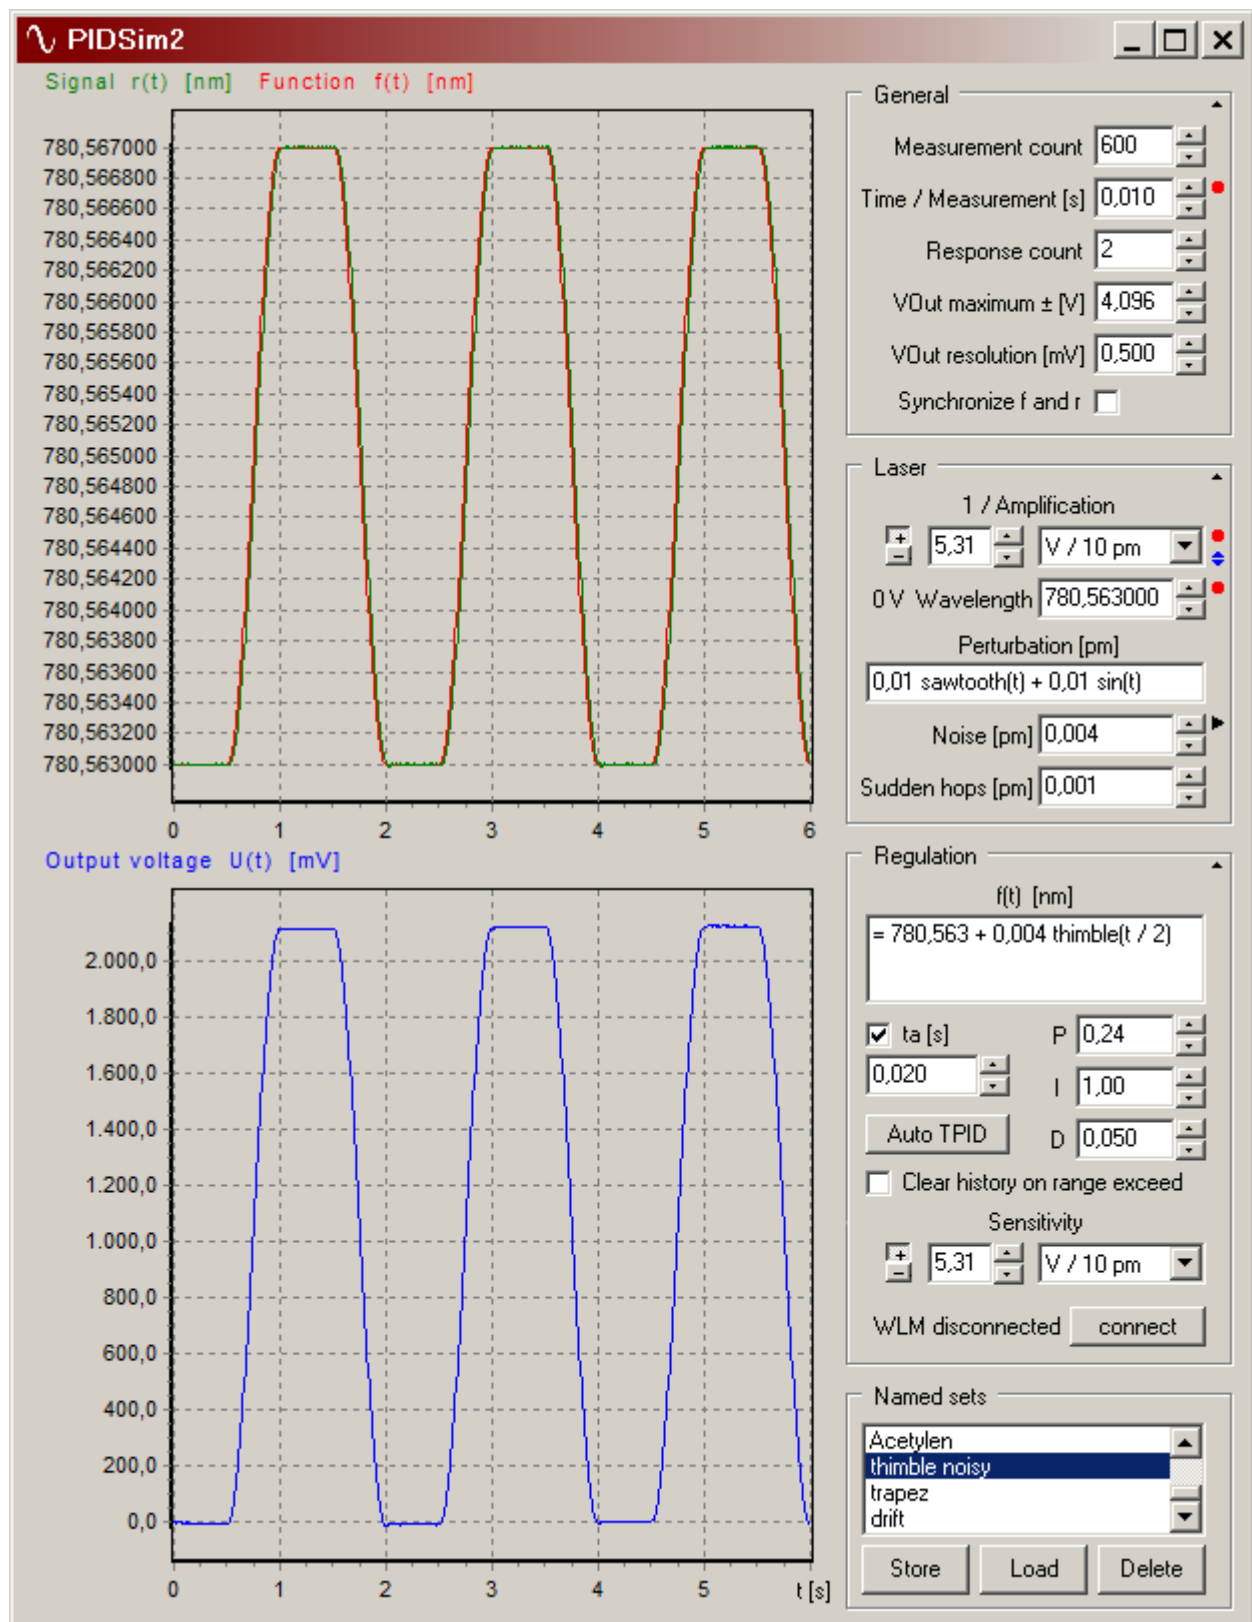 PIDSim2
Signal r(t) [nm] Function f(t) [nm]
780,567000
780,566800
780,566600
780,566400
780,566200
780,566000
780,565800
780,565600
780,565400
780,565200
780,565000
780,564800
780,564600
780,564400
780,564200
780,564000
780,563800
780,563600
780,563400
780,563200
780,563000
0 1 2 3 4 5 6
Output voltage U(t) [mV]
2.000,0
1.800,0
1.600,0
1.400,0
1.200,0
1.000,0
800,0
600,0
400,0
200,0
0,0
0 1 2 3 4 5 t [s]
General
Measurement count 600
Time / Measurement [s] 0,010
Response count 2
VOut maximum ± [V] 4,096
VOut resolution [mV] 0,500
Synchronize f and r
Laser
1 / Amplification
+
− 5,31 V / 10 pm
0 V Wavelength 780,563000
Perturbation [pm]
0,01 sawtooth(t) + 0,01 sin(t)
Noise [pm] 0,004
Sudden hops [pm] 0,001
Regulation
f(t) [nm]
= 780,563 + 0,004 thimble(t / 2)
ta [s] P 0,24
0,020
I 1,00
Auto TPID D 0,050
Clear history on range exceed
Sensitivity
+
− 5,31 V / 10 pm
WLM disconnected connect
Named sets
Acetylen
thimble noisy
trapez
drift
Store Load Delete